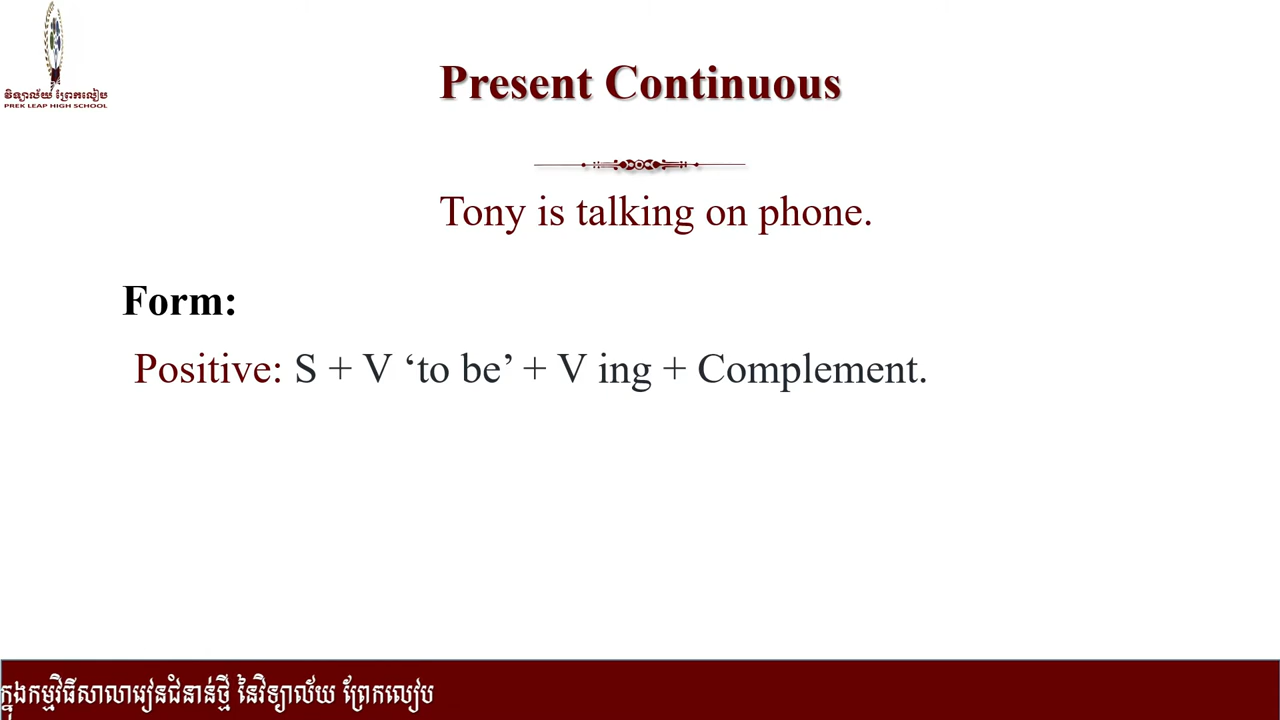 វិទ្យាល័យ ព្រែកលៀប
PREK LEAP HIGH SCHOOL
Present Continuous
Tony is talking on phone.
Form:
Positive: S + V ‘to be’ + V ing + Complement.
ក្នុងកម្មវិធីសាលារៀនជំនាន់ថ្មី នៃវិទ្យាល័យ ព្រែកលៀប